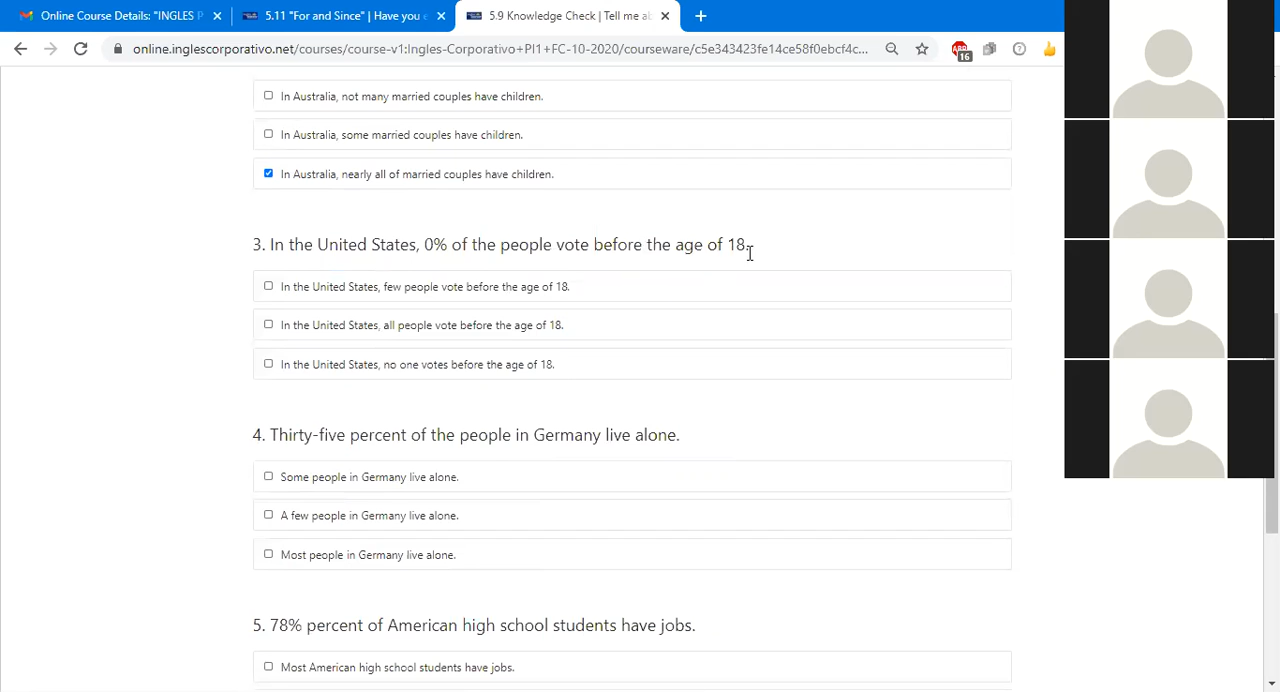 Online Course Details: "INGLES P
5.11 "For and Since" | Have you e
5.9 Knowledge Check | Tell me ab
online.inglescorporativo.net/courses/course-v1:Ingles-Corporativo+PI1+FC-10-2020/courseware/c5e343423fe14ce58f0ebcf4c...
ABP
16
In Australia, not many married couples have children.
In Australia, some married couples have children.
In Australia, nearly all of married couples have children.
3. In the United States, 0% of the people vote before the age of 18.
In the United States, few people vote before the age of 18.
In the United States, all people vote before the age of 18.
In the United States, no one votes before the age of 18.
4. Thirty-five percent of the people in Germany live alone.
Some people in Germany live alone.
A few people in Germany live alone.
Most people in Germany live alone.
5. 78% percent of American high school students have jobs.
Most American high school students have jobs.